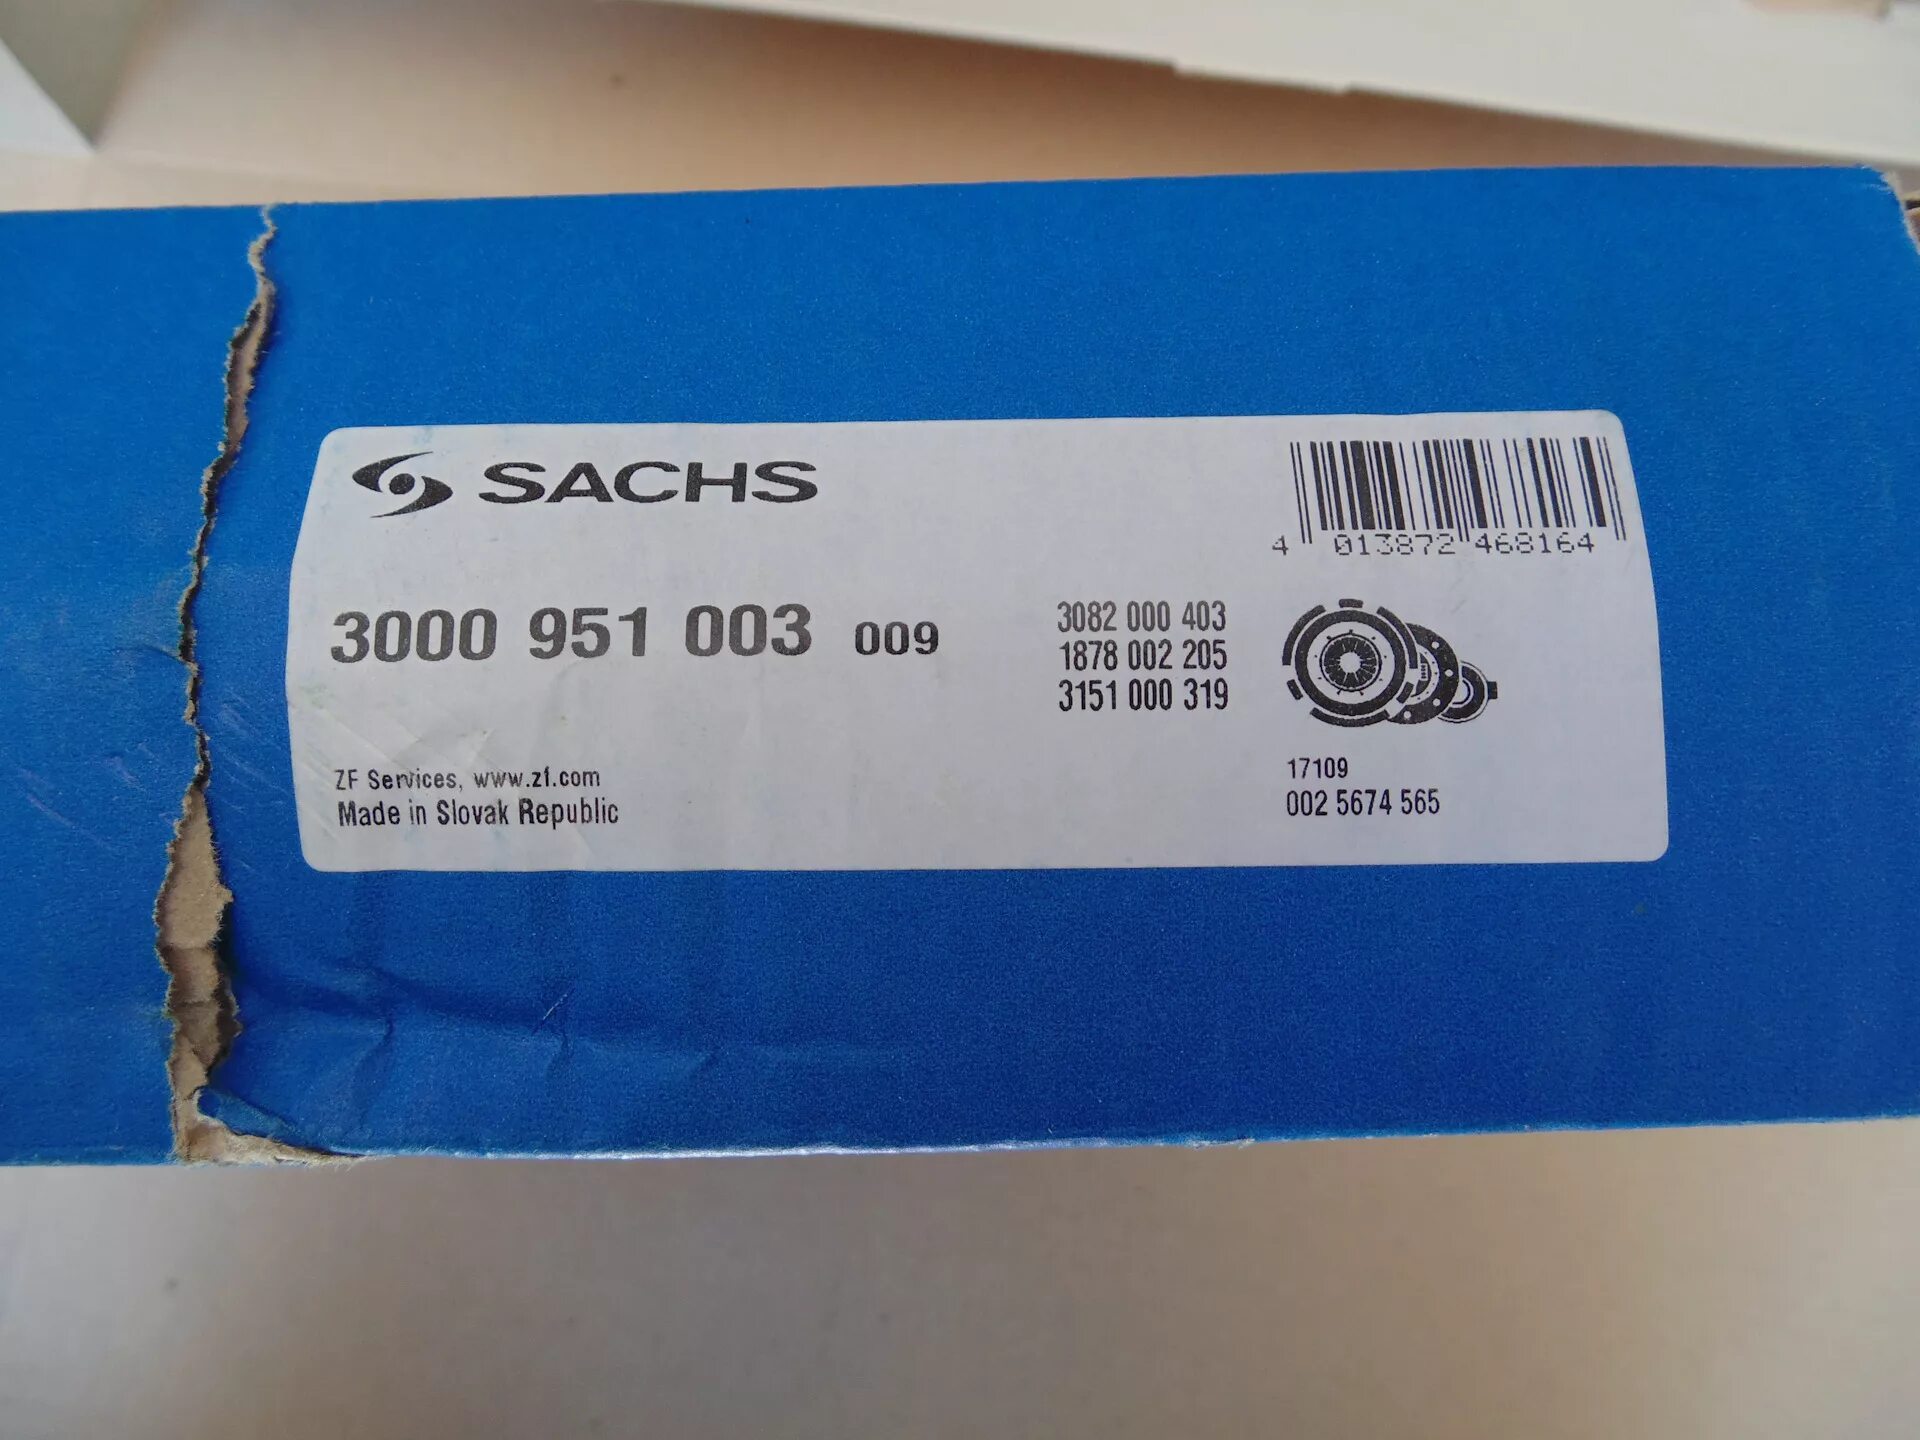 SACHS
4 013872 468164
3000 951 003 009
3082 000 403
1878 002 205
3151 000 319
ZF Services, www.zf.com
Made in Slovak Republic
17109
002 5674 565